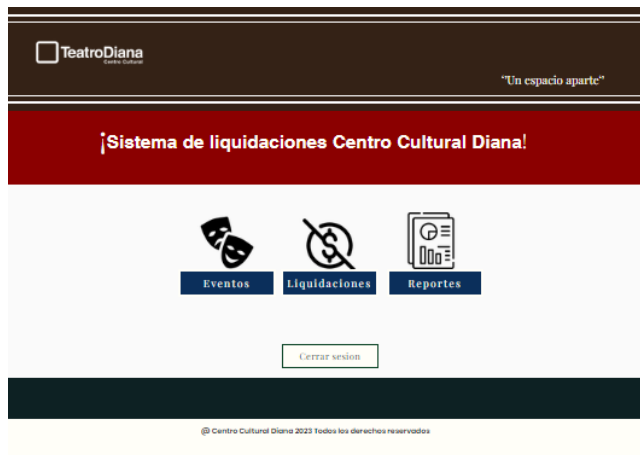 TeatroDiana
Centro Cultural
"Un espacio aparte"
¡Sistema de liquidaciones Centro Cultural Diana!
Eventos Liquidaciones Reportes
Cerrar sesion
@ Centro Cultural Diana 2023 Todos los derechos reservados